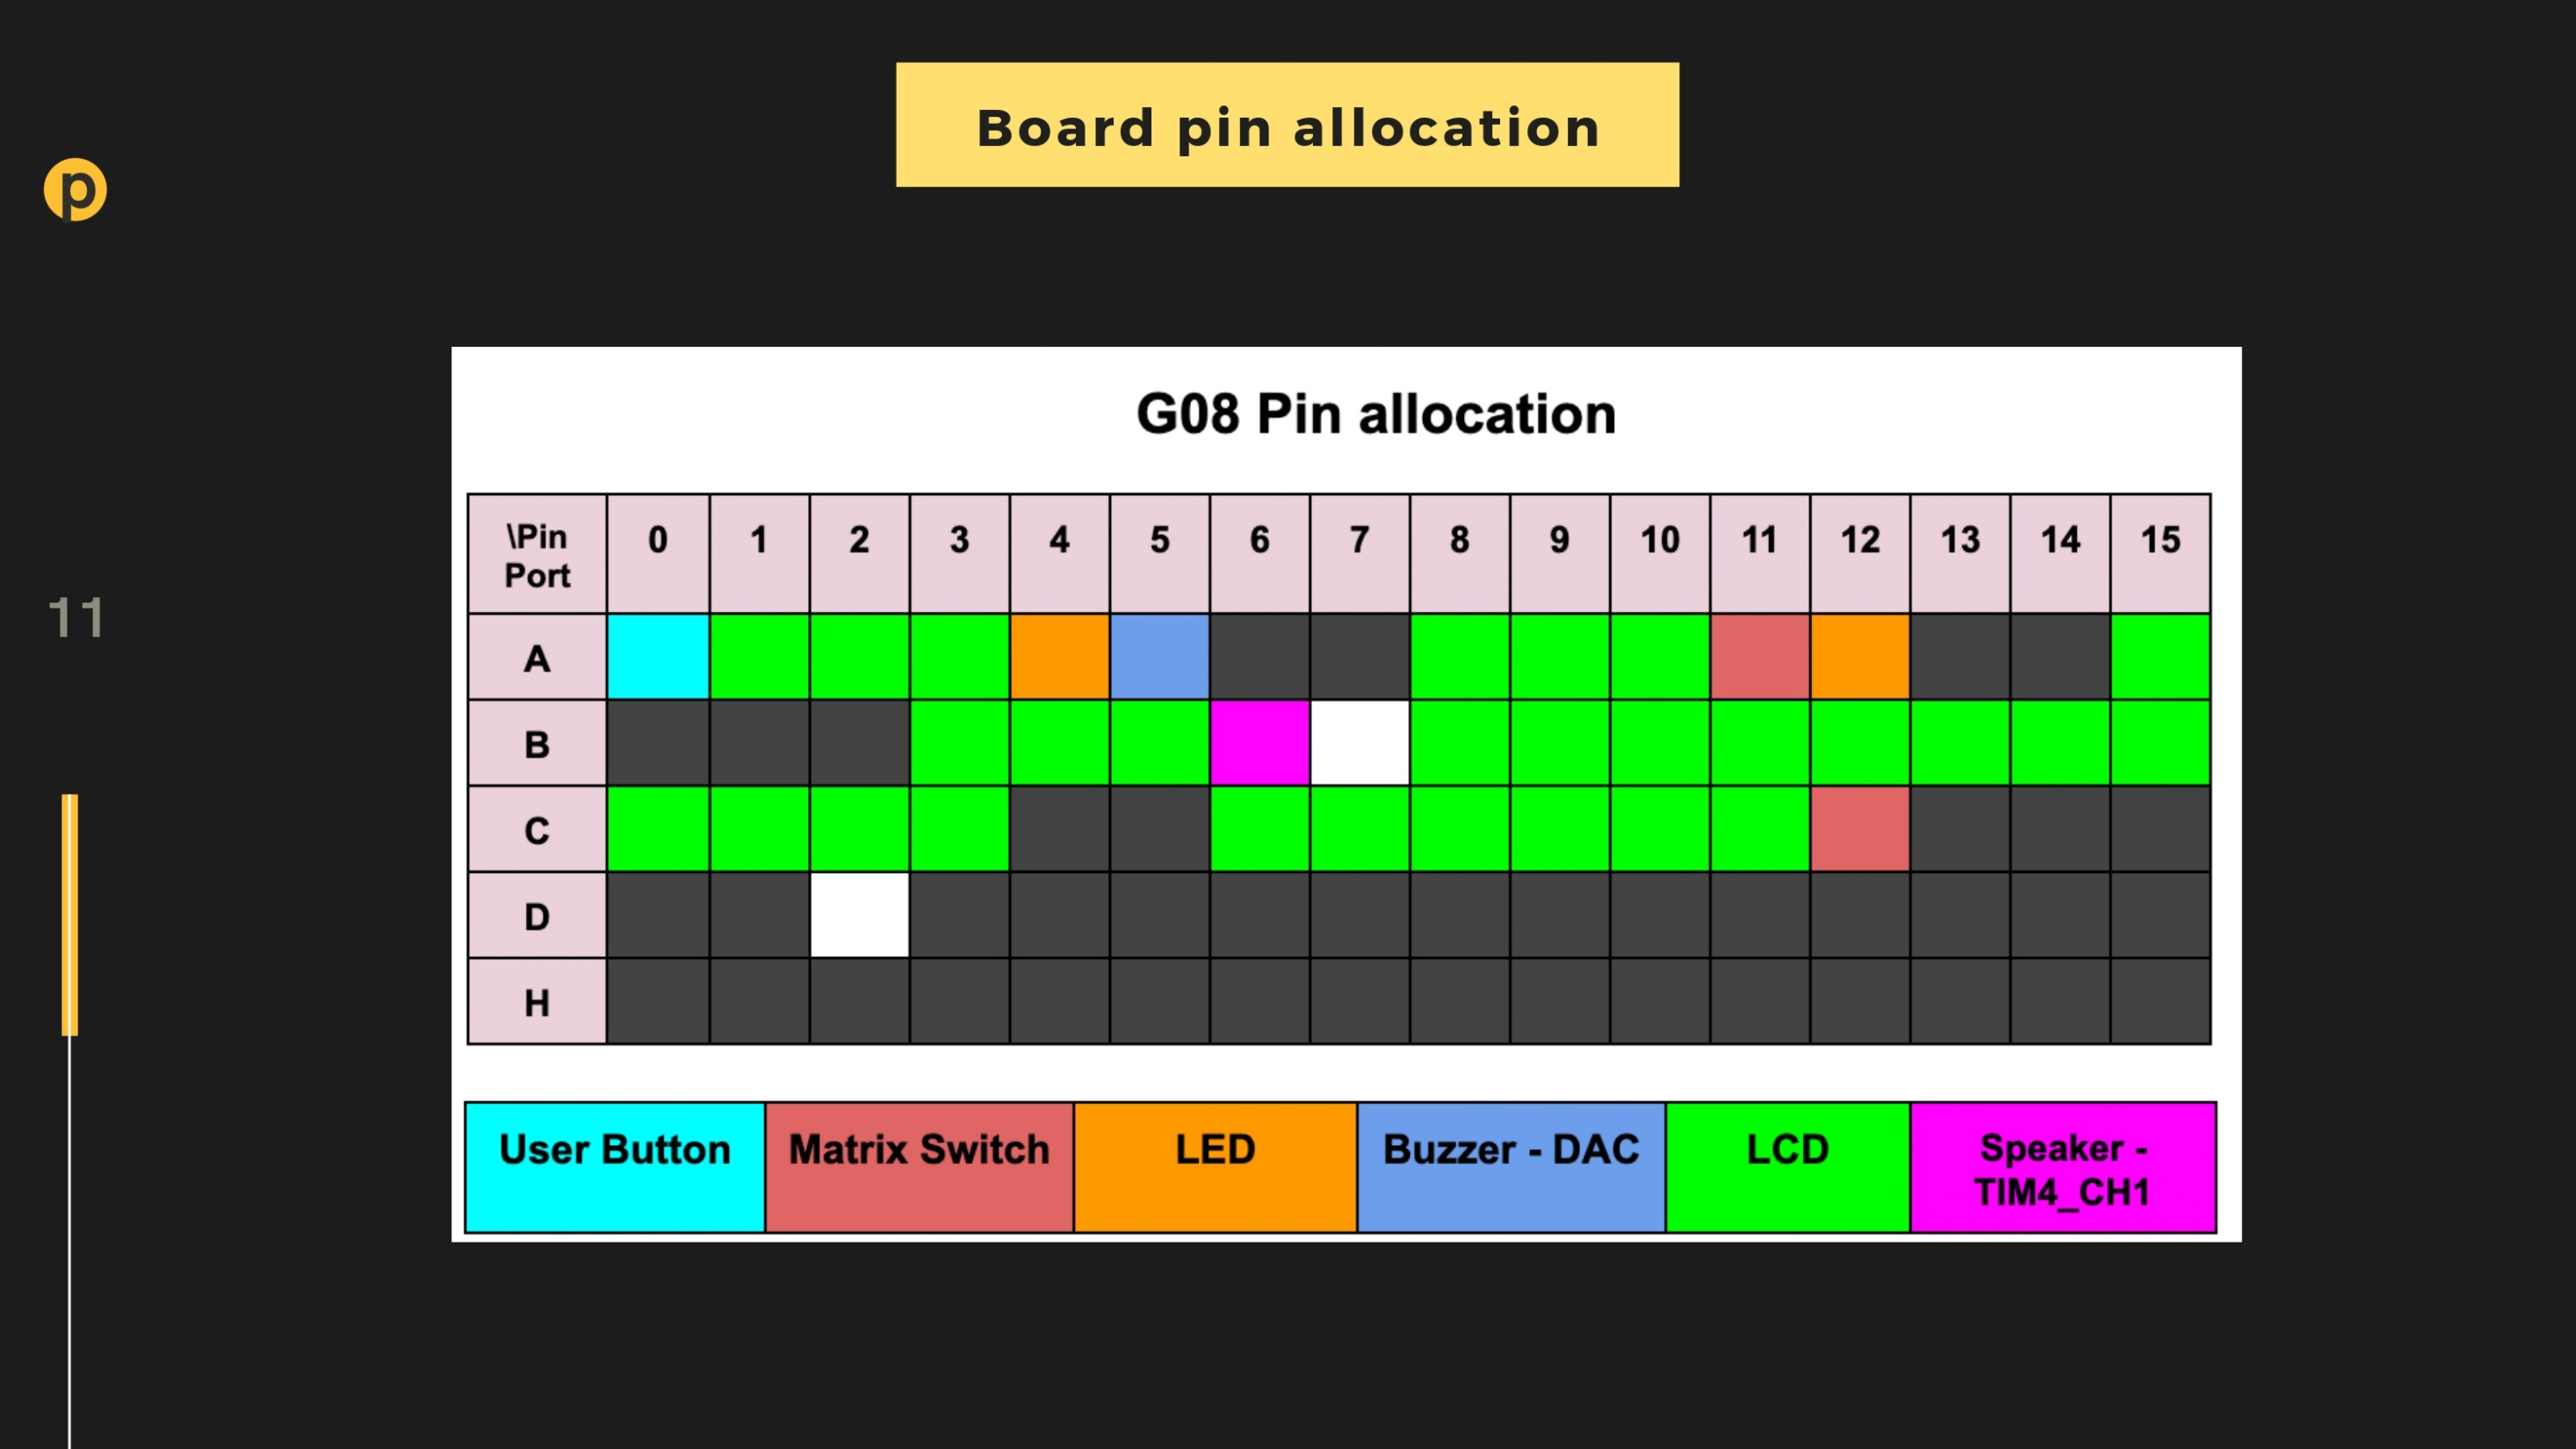 Board pin allocation
p
11
G08 Pin allocation
\Pin
Port
0 1 2 3 4 5 6 7 8 9 10 11 12 13 14 15
A
B
C
D
H
User Button Matrix Switch LED Buzzer - DAC LCD Speaker -
TIM4_CH1